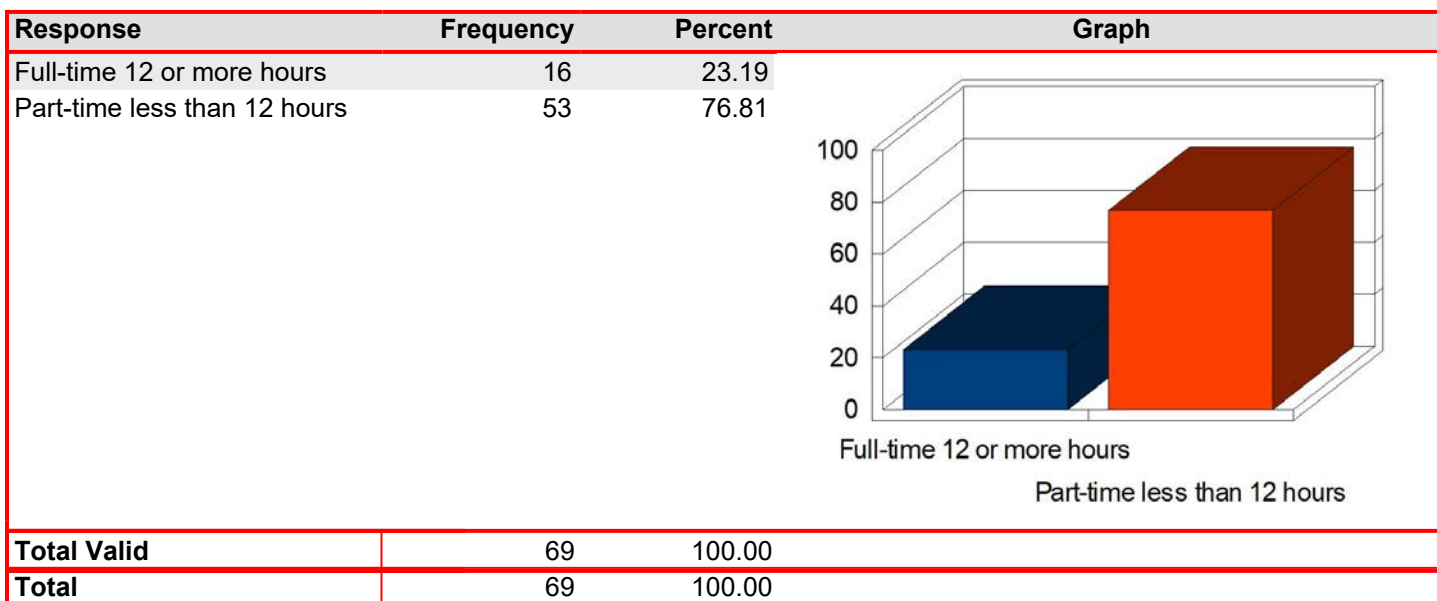 Response Frequency Percent Graph
Full-time 12 or more hours 16 23.19
Part-time less than 12 hours 53 76.81
100
80
60
40
20
0
Full-time 12 or more hours
Part-time less than 12 hours
Total Valid 69 100.00
Total 69 100.00